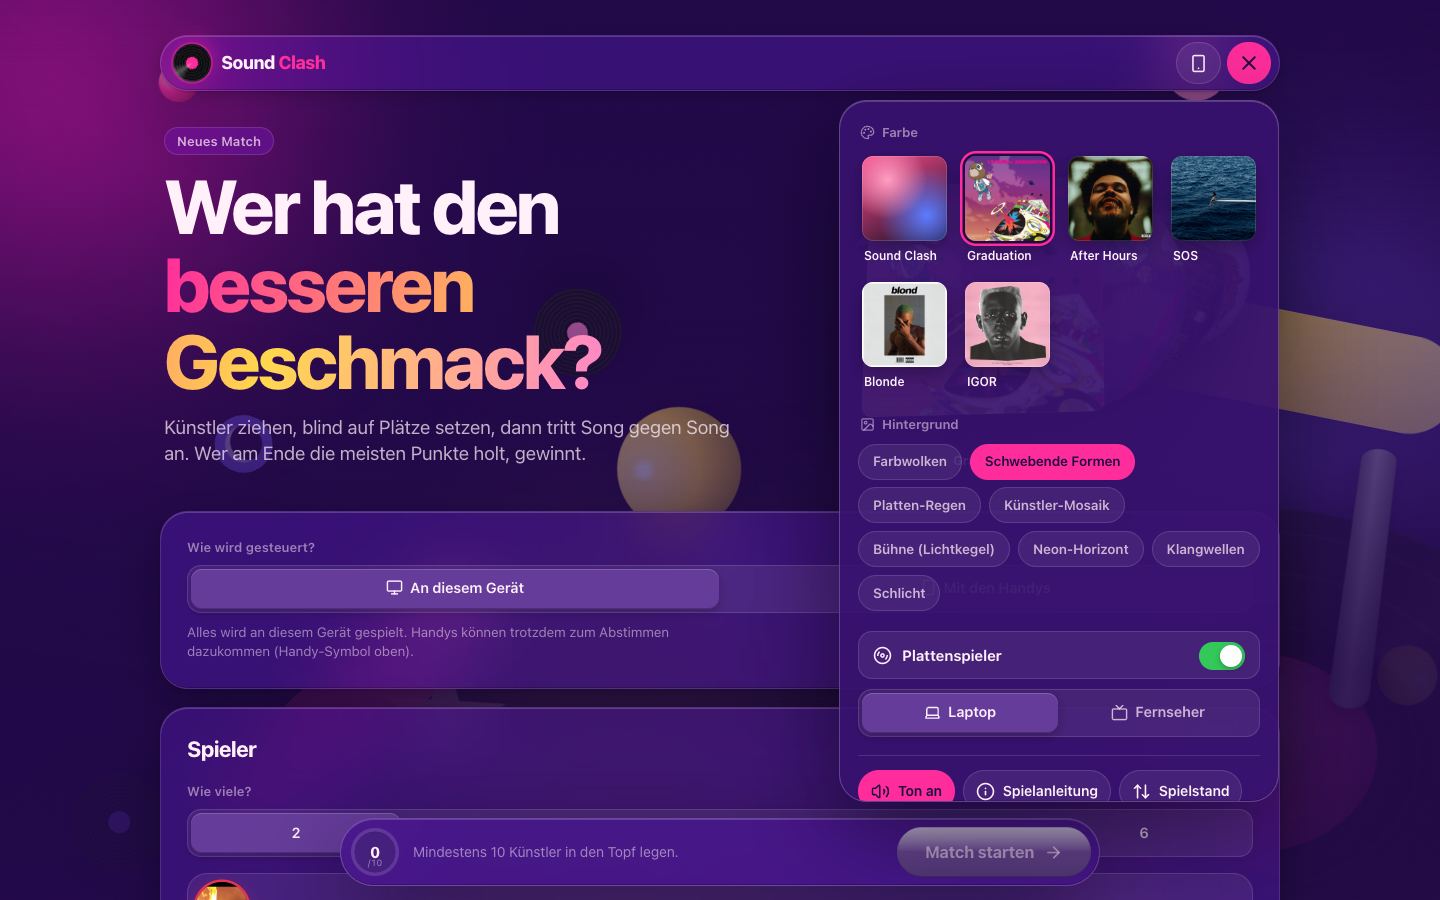 Sound Clash
Neues Match
Wer hat den
besseren
Geschmack?
Künstler ziehen, blind auf Plätze setzen, dann tritt Song gegen Song
an. Wer am Ende die meisten Punkte holt, gewinnt.
Wie wird gesteuert?
An diesem Gerät
Mit den Handys
Alles wird an diesem Gerät gespielt. Handys können trotzdem zum Abstimmen
dazukommen (Handy-Symbol oben).
Spieler
Wie viele?
2
6
0
/10
Mindestens 10 Künstler in den Topf legen.
Match starten
Farbe
Sound Clash
Graduation
After Hours
SOS
blond
Blonde
IGOR
Hintergrund
Farbwolken
Schwebende Formen
Platten-Regen
Künstler-Mosaik
Bühne (Lichtkegel)
Neon-Horizont
Klangwellen
Schlicht
Plattenspieler
Laptop
Fernseher
Ton an
Spielanleitung
Spielstand